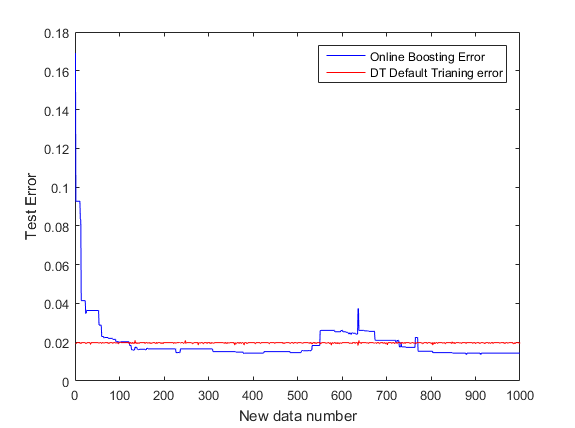 0.18
0.16
0.14
0.12
0.1
0.08
0.06
0.04
0.02
0
Test Error
Online Boosting Error
DT Default Trianing error
0 100 200 300 400 500 600 700 800 900 1000
New data number